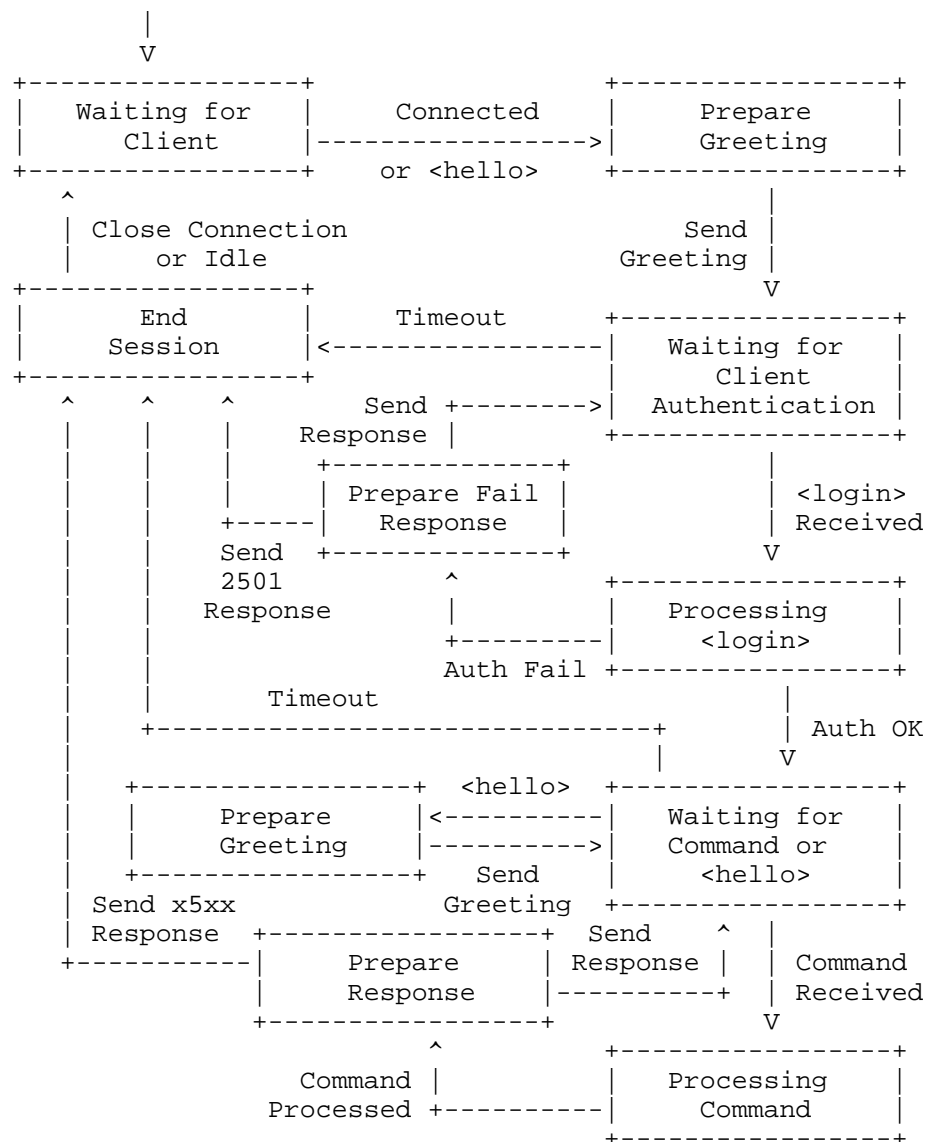 |
V
+-----------------+                  +-----------------+
|   Waiting for   |     Connected    |     Prepare     |
|      Client     |----------------->|     Greeting    |
+-----------------+    or <hello>    +-----------------+
   ^                                           |
   | Close Connection                     Send |
   |     or Idle                      Greeting |
+-----------------+                            V
|       End       |     Timeout      +-----------------+
|     Session     |<-----------------|   Waiting for   |
+-----------------+                  |      Client     |
   ^    ^    ^        Send +-------->|  Authentication |
   |    |    |    Response |         +-----------------+
   |    |    |     +--------------+            |
   |    |    |     | Prepare Fail |            | <login>
   |    |    +-----|   Response   |            | Received
   |    |    Send  +--------------+            V
   |    |    2501          ^         +-----------------+
   |    |   Response       |         |   Processing    |
   |    |                  +---------|     <login>     |
   |    |                  Auth Fail +-----------------+
   |    |       Timeout                         |
   |    +-------------------------------+       | Auth OK
   |                                    |       V
   |   +-----------------+  <hello>  +-----------------+
   |   |     Prepare     |<----------|   Waiting for   |
   |   |     Greeting    |---------->|   Command or    |
   |   +-----------------+   Send    |     <hello>     |
   | Send x5xx             Greeting  +-----------------+
   | Response  +-----------------+  Send    ^  |
   +-----------|     Prepare     | Response |  | Command
               |     Response    |----------+  | Received
               +-----------------+             V
                          ^          +-----------------+
                  Command |          |   Processing    |
                Processed +----------|     Command     |
                                     +-----------------+